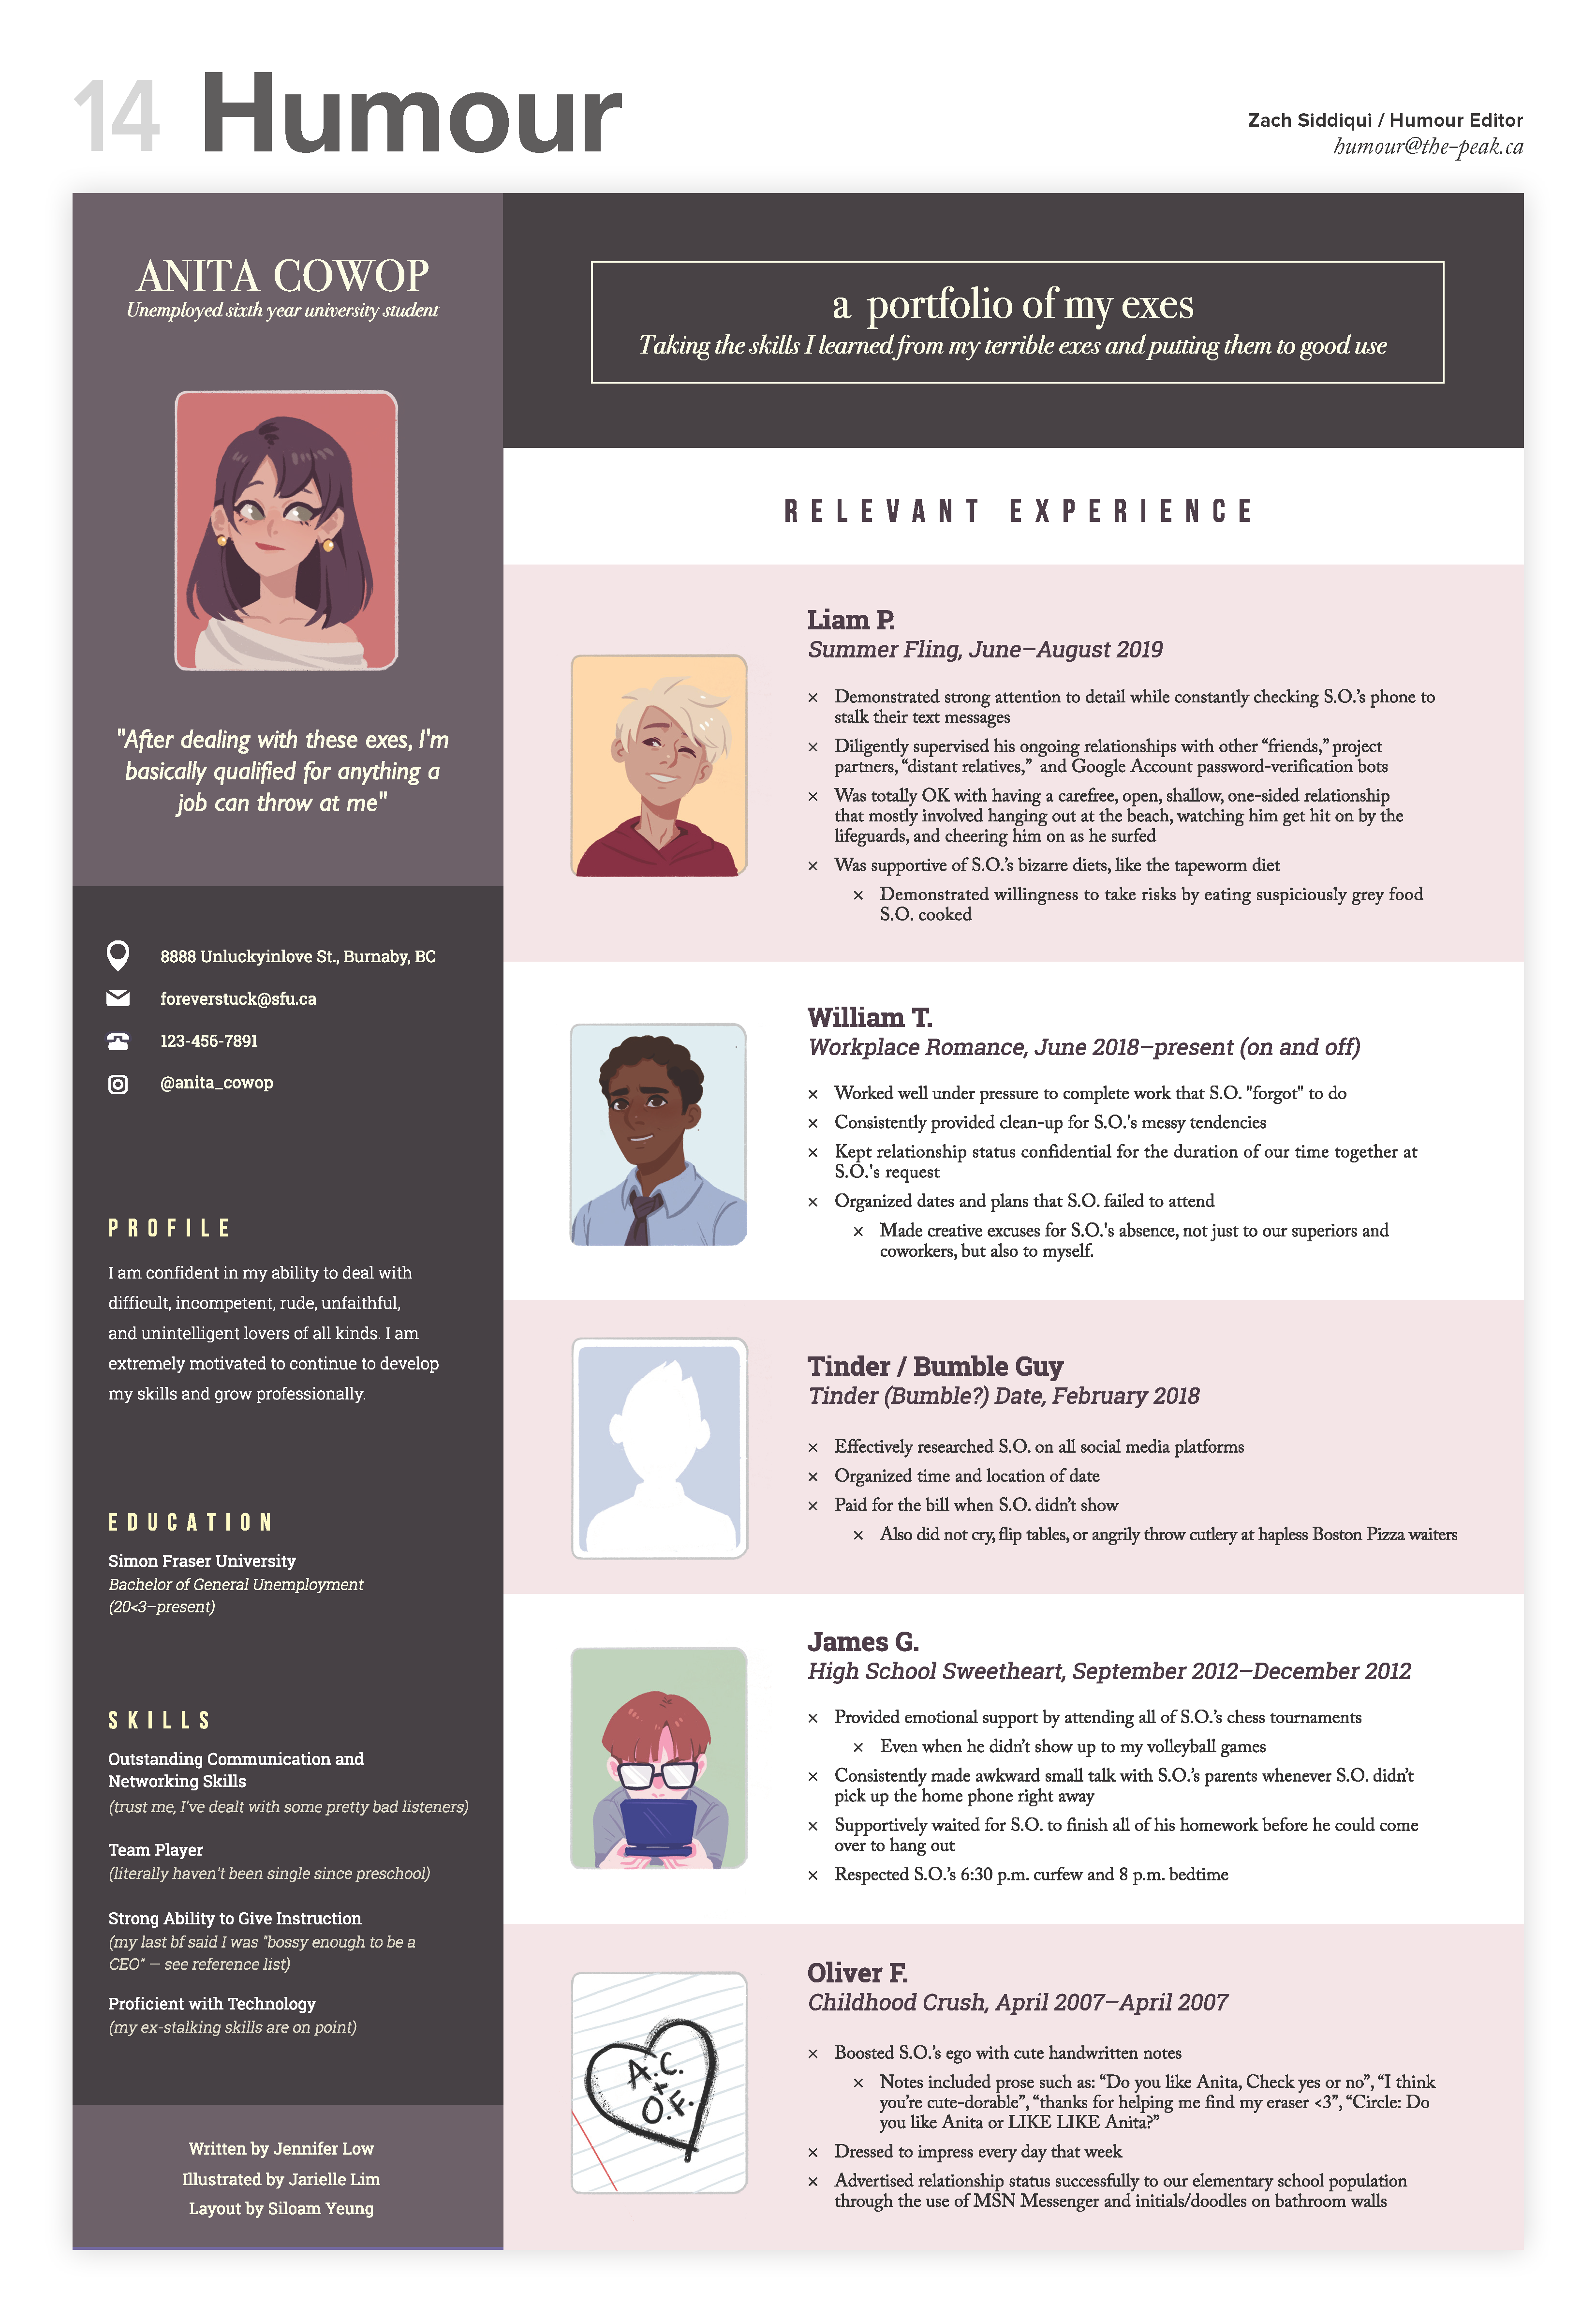 14 Humour
Zach Siddiqui / Humour Editor
humour@the-peak.ca
ANITA COWOP
Unemployed sixth year university student
"After dealing with these exes, I'm
basically qualified for anything a
job can throw at me"
8888 Unluckyinlove St., Burnaby, BC
foreverstuck@sfu.ca
123-456-7891
@anita_cowop
PROFILE
I am confident in my ability to deal with
difficult, incompetent, rude, unfaithful,
and unintelligent lovers of all kinds. I am
extremely motivated to continue to develop
my skills and grow professionally.
EDUCATION
Simon Fraser University
Bachelor of General Unemployment
(20<3–present)
SKILLS
Outstanding Communication and
Networking Skills
(trust me, I've dealt with some pretty bad listeners)
Team Player
(literally haven't been single since preschool)
Strong Ability to Give Instruction
(my last bf said I was "bossy enough to be a
CEO" — see reference list)
Proficient with Technology
(my ex-stalking skills are on point)
Written by Jennifer Low
Illustrated by Jarielle Lim
Layout by Siloam Yeung
a portfolio of my exes
Taking the skills I learned from my terrible exes and putting them to good use
RELEVANT EXPERIENCE
Liam P.
Summer Fling, June–August 2019
× Demonstrated strong attention to detail while constantly checking S.O.’s phone to
stalk their text messages
× Diligently supervised his ongoing relationships with other “friends,” project
partners, “distant relatives,” and Google Account password-verification bots
× Was totally OK with having a carefree, open, shallow, one-sided relationship
that mostly involved hanging out at the beach, watching him get hit on by the
lifeguards, and cheering him on as he surfed
× Was supportive of S.O.’s bizarre diets, like the tapeworm diet
× Demonstrated willingness to take risks by eating suspiciously grey food
S.O. cooked
William T.
Workplace Romance, June 2018–present (on and off)
× Worked well under pressure to complete work that S.O. "forgot" to do
× Consistently provided clean-up for S.O.'s messy tendencies
× Kept relationship status confidential for the duration of our time together at
S.O.'s request
× Organized dates and plans that S.O. failed to attend
× Made creative excuses for S.O.'s absence, not just to our superiors and
coworkers, but also to myself.
Tinder / Bumble Guy
Tinder (Bumble?) Date, February 2018
× Effectively researched S.O. on all social media platforms
× Organized time and location of date
× Paid for the bill when S.O. didn’t show
× Also did not cry, flip tables, or angrily throw cutlery at hapless Boston Pizza waiters
James G.
High School Sweetheart, September 2012–December 2012
× Provided emotional support by attending all of S.O.’s chess tournaments
× Even when he didn’t show up to my volleyball games
× Consistently made awkward small talk with S.O.’s parents whenever S.O. didn’t
pick up the home phone right away
× Supportively waited for S.O. to finish all of his homework before he could come
over to hang out
× Respected S.O.’s 6:30 p.m. curfew and 8 p.m. bedtime
A.C.
+
O.F.
Oliver F.
Childhood Crush, April 2007–April 2007
× Boosted S.O.’s ego with cute handwritten notes
× Notes included prose such as: “Do you like Anita, Check yes or no”, “I think
you’re cute-dorable”, “thanks for helping me find my eraser <3”, “Circle: Do
you like Anita or LIKE LIKE Anita?”
× Dressed to impress every day that week
× Advertised relationship status successfully to our elementary school population
through the use of MSN Messenger and initials/doodles on bathroom walls